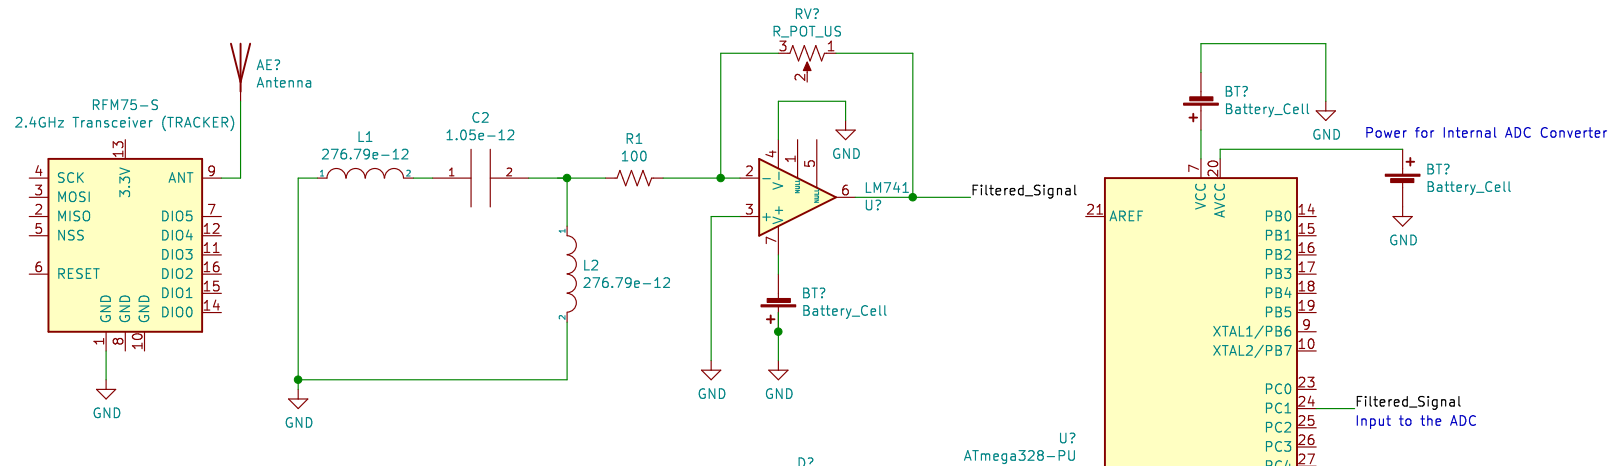 RV?
R_POT_US
3
1
2
AE?
Antenna
RFM75-S
2.4GHz Transceiver (TRACKER)
13
3.3V
4 SCK
3 MOSI
2 MISO
5 NSS
6 RESET
ANT 9
DIO5 7
DIO4 12
DIO3 11
DIO2 16
DIO1 15
DIO0 14
GND GND GND
1 8 10
GND
L1
276.79e-12
1 2
C2
1.05e-12
1 2
R1
100
L2
276.79e-12
1
2
GND
4 1 5
GND
2 -
3 +
V- NULL NULL
V+
7
6
LM741
U?
Filtered_Signal
BT?
Battery_Cell
+
GND
GND
BT?
Battery_Cell
+
GND
Power for Internal ADC Converter
+
BT?
Battery_Cell
GND
7 20
VCC AVCC
21 AREF
PB0 14
PB1 15
PB2 16
PB3 17
PB4 18
PB5 19
XTAL1/PB6 9
XTAL2/PB7 10
PC0 23
PC1 24
PC2 25
PC3 26
PC4 27
Filtered_Signal
Input to the ADC
U?
ATmega328-PU
D?